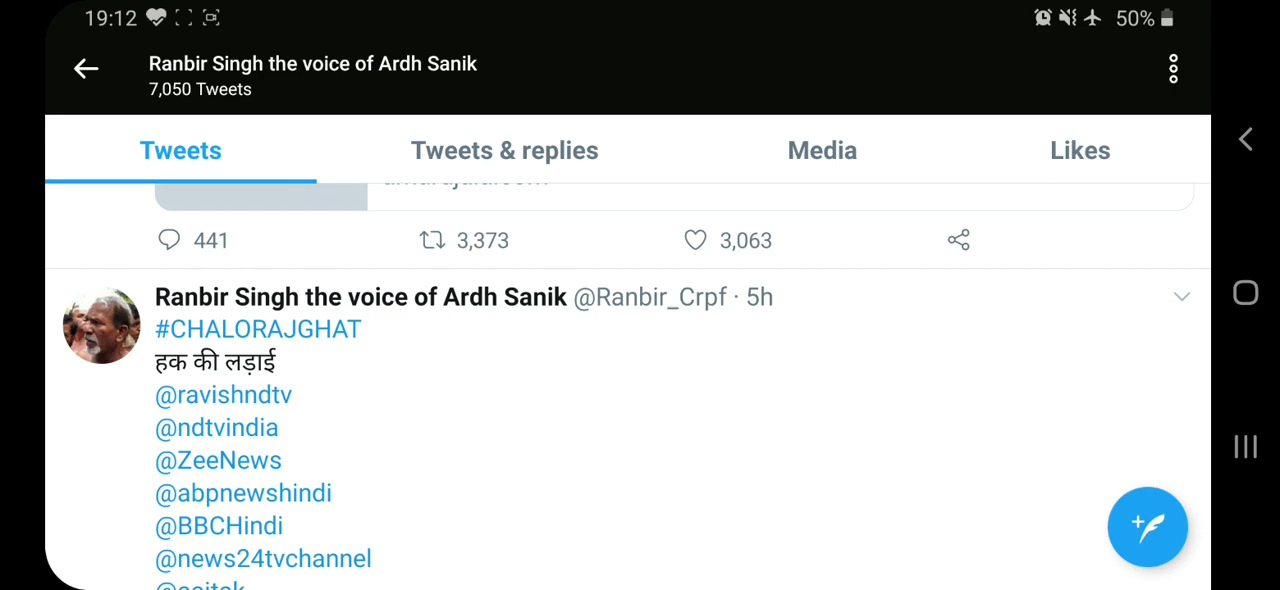 19:12
50%
Ranbir Singh the voice of Ardh Sanik
7,050 Tweets
Tweets
Tweets & replies
Media
Likes
441
3,373
3,063
Ranbir Singh the voice of Ardh Sanik @Ranbir_Crpf · 5h
#CHALORAJGHAT
हक की लड़ाई
@ravishndtv
@ndtvindia
@ZeeNews
@abpnewshindi
@BBCHindi
@news24tvchannel